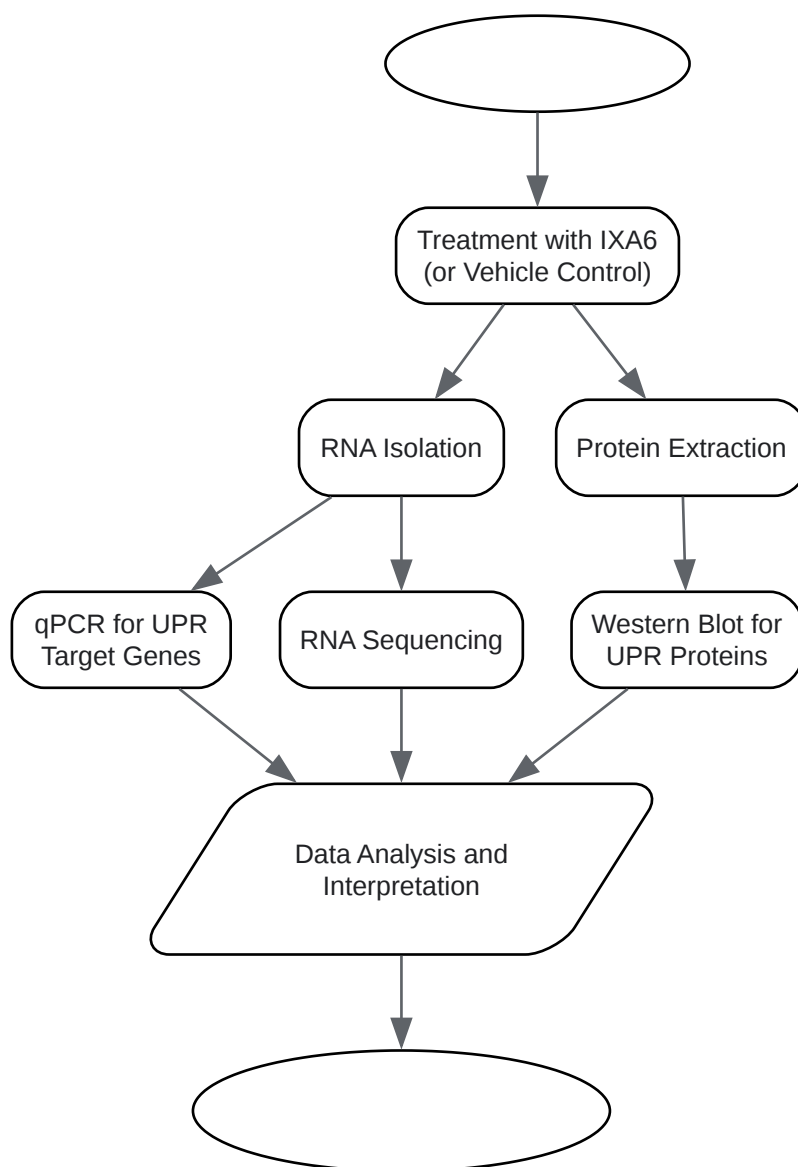 Treatment with IXA6
(or Vehicle Control)
RNA Isolation
Protein Extraction
qPCR for UPR
Target Genes
RNA Sequencing
Western Blot for
UPR Proteins
Data Analysis and
Interpretation